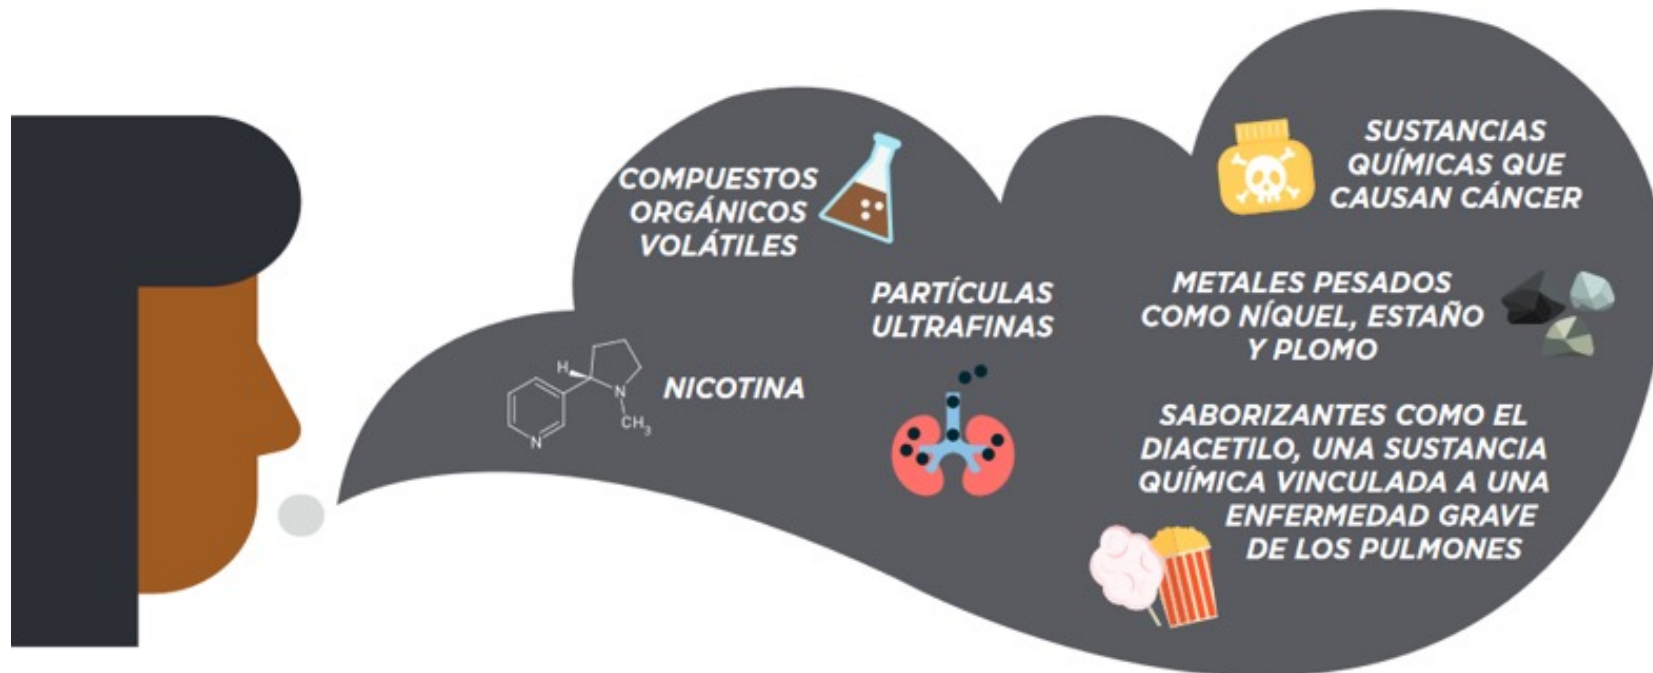 COMPUESTOS
ORGÁNICOS
VOLÁTILES
PARTÍCULAS
ULTRAFINAS
H
N
CH₃
N
NICOTINA
SUSTANCIAS
QUÍMICAS QUE
CAUSAN CÁNCER
METALES PESADOS
COMO NÍQUEL, ESTAÑO
Y PLOMO
SABORIZANTES COMO EL
DIACETILO, UNA SUSTANCIA
QUÍMICA VINCULADA A UNA
ENFERMEDAD GRAVE
DE LOS PULMONES